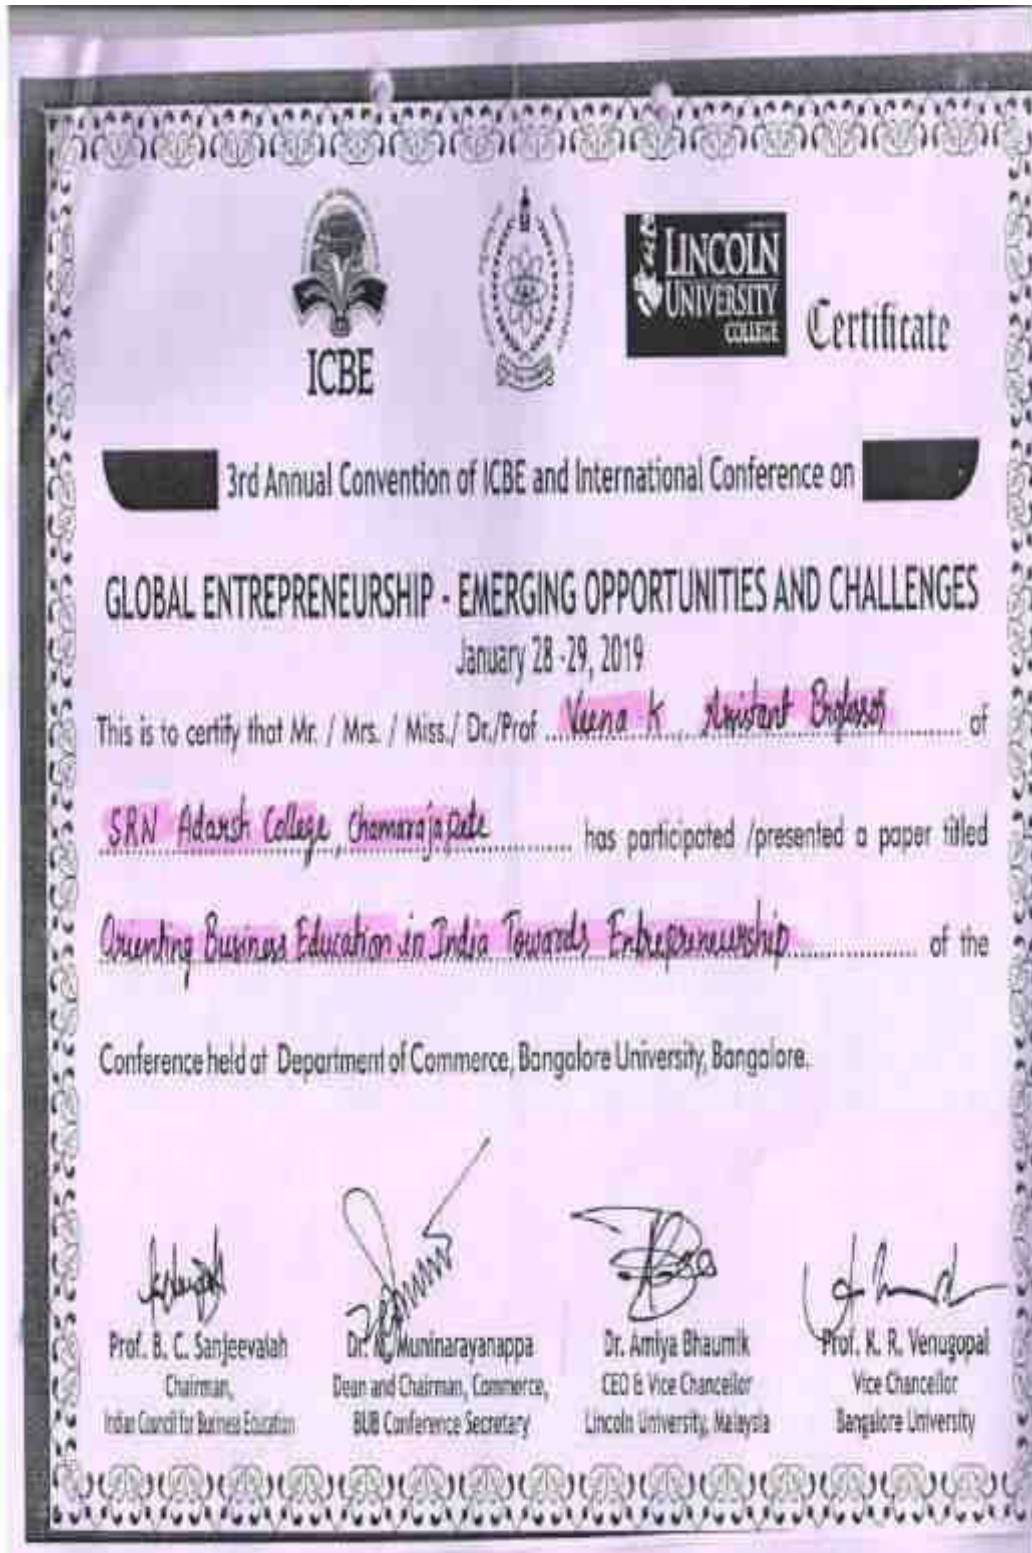 ICBE
LINCOLN
UNIVERSITY
COLLEGE
Certificate
3rd Annual Convention of ICBE and International Conference on
GLOBAL ENTREPRENEURSHIP - EMERGING OPPORTUNITIES AND CHALLENGES
January 28 -29, 2019
This is to certify that Mr. / Mrs. / Miss./ Dr./Prof ... Veena K , Assistant Professor ... of
SRN Adarsh College, Chamarajapete ... has participated /presented a paper titled
Orienting Business Education in India Towards Entrepreneurship ... of the
Conference held at Department of Commerce, Bangalore University, Bangalore.
Prof. B. C. Sanjeevaiah
Chairman,
Indian Council for Business Education
Dr. Muninarayanappa
Dean and Chairman, Commerce,
BUB Conference Secretary
Dr. Amiya Bhaumik
CEO & Vice Chancellor
Lincoln University, Malaysia
Prof. K. R. Venugopal
Vice Chancellor
Bangalore University